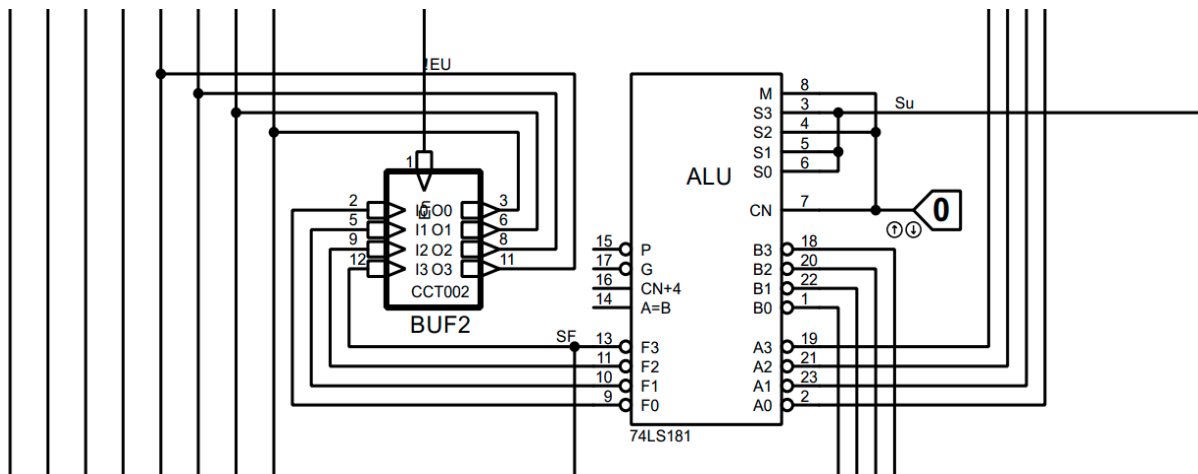 !EU
1
EN
2 I0 O0 3
5 I1 O1 6
9 I2 O2 8
12 I3 O3 11
CCT002
BUF2
SF
ALU
M 8
S3 3
Su
S2 4
S1 5
S0 6
CN 7
0
15 P
17 G
16 CN+4
14 A=B
B3 18
B2 20
B1 22
B0 1
13 F3
11 F2
10 F1
9 F0
A3 19
A2 21
A1 23
A0 2
74LS181